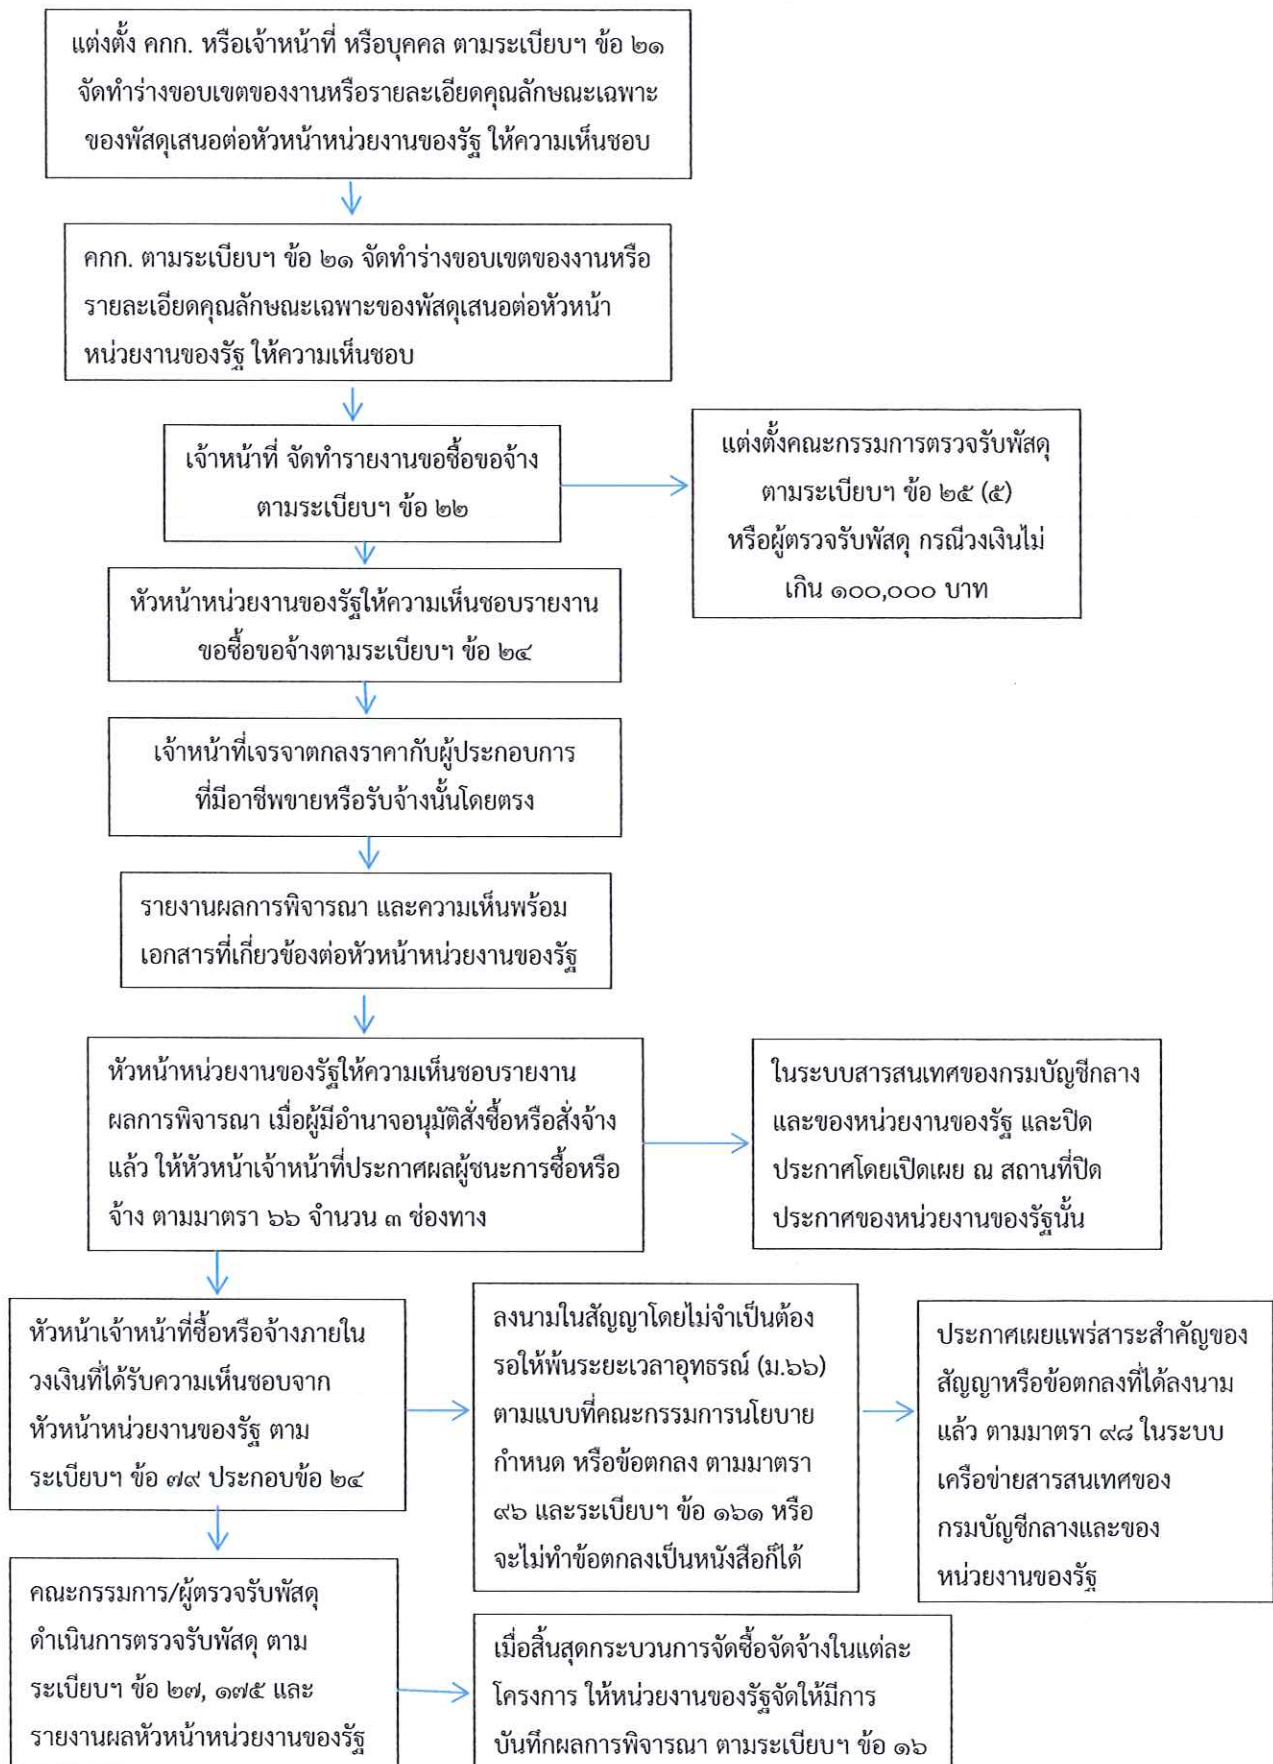 แต่งตั้ง คกก. หรือเจ้าหน้าที่ หรือบุคคล ตามระเบียบฯ ข้อ ๒๑
จัดทำร่างขอบเขตของงานหรือรายละเอียดคุณลักษณะเฉพาะ
ของพัสดุเสนอต่อหัวหน้าหน่วยงานของรัฐ ให้ความเห็นชอบ
คกก. ตามระเบียบฯ ข้อ ๒๑ จัดทำร่างขอบเขตของงานหรือ
รายละเอียดคุณลักษณะเฉพาะของพัสดุเสนอต่อหัวหน้า
หน่วยงานของรัฐ ให้ความเห็นชอบ
เจ้าหน้าที่ จัดทำรายงานขอซื้อขอจ้าง
ตามระเบียบฯ ข้อ ๒๒
แต่งตั้งคณะกรรมการตรวจรับพัสดุ
ตามระเบียบฯ ข้อ ๒๕ (๕)
หรือผู้ตรวจรับพัสดุ กรณีวงเงินไม่
เกิน ๑๐๐,๐๐๐ บาท
หัวหน้าหน่วยงานของรัฐให้ความเห็นชอบรายงาน
ขอซื้อขอจ้างตามระเบียบฯ ข้อ ๒๔
เจ้าหน้าที่เจรจาตกลงราคากับผู้ประกอบการ
ที่มีอาชีพขายหรือรับจ้างนั้นโดยตรง
รายงานผลการพิจารณา และความเห็นพร้อม
เอกสารที่เกี่ยวข้องต่อหัวหน้าหน่วยงานของรัฐ
หัวหน้าหน่วยงานของรัฐให้ความเห็นชอบรายงาน
ผลการพิจารณา เมื่อผู้มีอำนาจอนุมัติสั่งซื้อหรือสั่งจ้าง
แล้ว ให้หัวหน้าเจ้าหน้าที่ประกาศผลผู้ชนะการซื้อหรือ
จ้าง ตามมาตรา ๖๖ จำนวน ๓ ช่องทาง
ในระบบสารสนเทศของกรมบัญชีกลาง
และของหน่วยงานของรัฐ และปิด
ประกาศโดยเปิดเผย ณ สถานที่ปิด
ประกาศของหน่วยงานของรัฐนั้น
หัวหน้าเจ้าหน้าที่ซื้อหรือจ้างภายใน
วงเงินที่ได้รับความเห็นชอบจาก
หัวหน้าหน่วยงานของรัฐ ตาม
ระเบียบฯ ข้อ ๗๙ ประกอบข้อ ๒๔
ลงนามในสัญญาโดยไม่จำเป็นต้อง
รอให้พ้นระยะเวลาอุทธรณ์ (ม.๖๖)
ตามแบบที่คณะกรรมการนโยบาย
กำหนด หรือข้อตกลง ตามมาตรา
๙๖ และระเบียบฯ ข้อ ๑๖๑ หรือ
จะไม่ทำข้อตกลงเป็นหนังสือก็ได้
ประกาศเผยแพร่สาระสำคัญของ
สัญญาหรือข้อตกลงที่ได้ลงนาม
แล้ว ตามมาตรา ๙๘ ในระบบ
เครือข่ายสารสนเทศของ
กรมบัญชีกลางและของ
หน่วยงานของรัฐ
คณะกรรมการ/ผู้ตรวจรับพัสดุ
ดำเนินการตรวจรับพัสดุ ตาม
ระเบียบฯ ข้อ ๒๗, ๑๗๕ และ
รายงานผลหัวหน้าหน่วยงานของรัฐ
เมื่อสิ้นสุดกระบวนการจัดซื้อจัดจ้างในแต่ละ
โครงการ ให้หน่วยงานของรัฐจัดให้มีการ
บันทึกผลการพิจารณา ตามระเบียบฯ ข้อ ๑๖